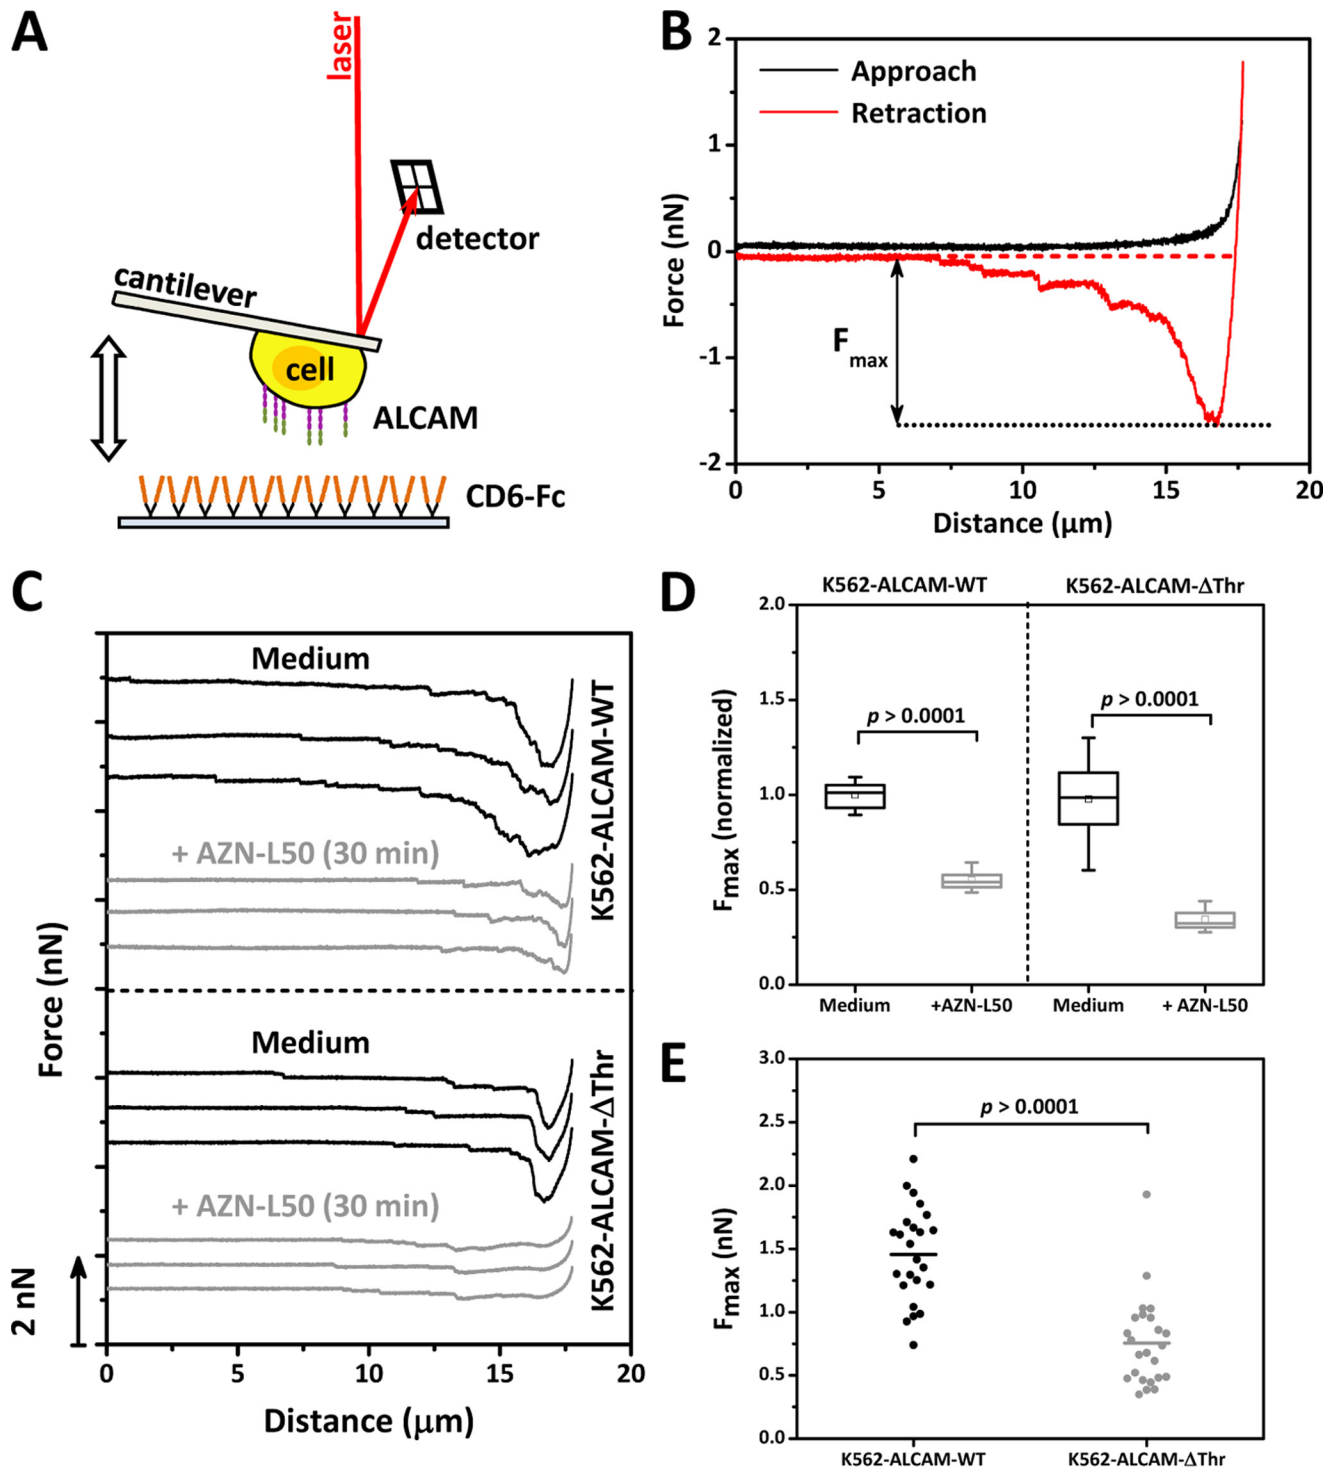 A
laser
detector
cantilever
cell
ALCAM
CD6-Fc
B
Approach
Retraction
Fmax
Force (nN)
2
1
0
-1
-2
0 5 10 15 20
Distance (μm)
C
Medium
+ AZN-L50 (30 min)
K562-ALCAM-WT
Medium
+ AZN-L50 (30 min)
K562-ALCAM-ΔThr
Force (nN)
2 nN
0 5 10 15 20
Distance (μm)
D
K562-ALCAM-WT K562-ALCAM-ΔThr
2.0
1.5
1.0
0.5
0.0
p > 0.0001
p > 0.0001
Fmax (normalized)
Medium +AZN-L50 Medium + AZN-L50
E
3.0
2.5
2.0
1.5
1.0
0.5
0.0
p > 0.0001
Fmax (nN)
K562-ALCAM-WT K562-ALCAM-ΔThr